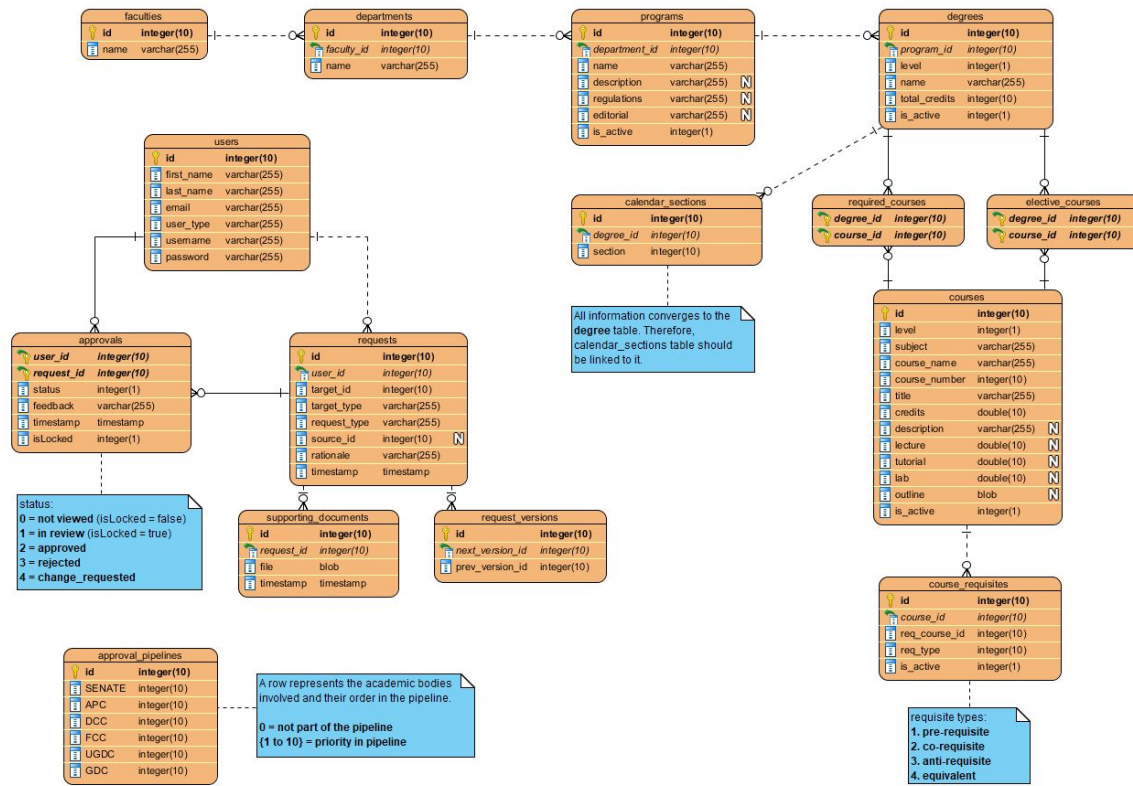 faculties
id integer(10)
name varchar(255)
departments
id integer(10)
faculty_id integer(10)
name varchar(255)
programs
id integer(10)
department_id integer(10)
name varchar(255)
description varchar(255) N
regulations varchar(255) N
editorial varchar(255) N
is_active integer(1)
degrees
id integer(10)
program_id integer(10)
level integer(1)
name varchar(255)
total_credits integer(10)
is_active integer(1)
users
id integer(10)
first_name varchar(255)
last_name varchar(255)
email varchar(255)
user_type varchar(255)
username varchar(255)
password varchar(255)
calendar_sections
id integer(10)
degree_id integer(10)
section integer(10)
required_courses
degree_id integer(10)
course_id integer(10)
elective_courses
degree_id integer(10)
course_id integer(10)
All information converges to the
degree table. Therefore,
calendar_sections table should
be linked to it.
courses
id integer(10)
level integer(1)
subject varchar(255)
course_name varchar(255)
course_number integer(10)
title varchar(255)
credits double(10)
description varchar(255) N
lecture double(10) N
tutorial double(10) N
lab double(10) N
outline blob N
is_active integer(1)
approvals
user_id integer(10)
request_id integer(10)
status integer(1)
feedback varchar(255)
timestamp timestamp
isLocked integer(1)
requests
id integer(10)
user_id integer(10)
target_id integer(10)
target_type varchar(255)
request_type varchar(255)
source_id integer(10) N
rationale varchar(255)
timestamp timestamp
status:
0 = not viewed (isLocked = false)
1 = in review (isLocked = true)
2 = approved
3 = rejected
4 = change_requested
supporting_documents
id integer(10)
request_id integer(10)
file blob
timestamp timestamp
request_versions
id integer(10)
next_version_id integer(10)
prev_version_id integer(10)
course_requisites
id integer(10)
course_id integer(10)
req_course_id integer(10)
req_type integer(10)
is_active integer(1)
approval_pipelines
id integer(10)
SENATE integer(10)
APC integer(10)
DCC integer(10)
FCC integer(10)
UGDC integer(10)
GDC integer(10)
A row represents the academic bodies
involved and their order in the pipeline.
0 = not part of the pipeline
{1 to 10} = priority in pipeline
requisite types:
1. pre-requisite
2. co-requisite
3. anti-requisite
4. equivalent